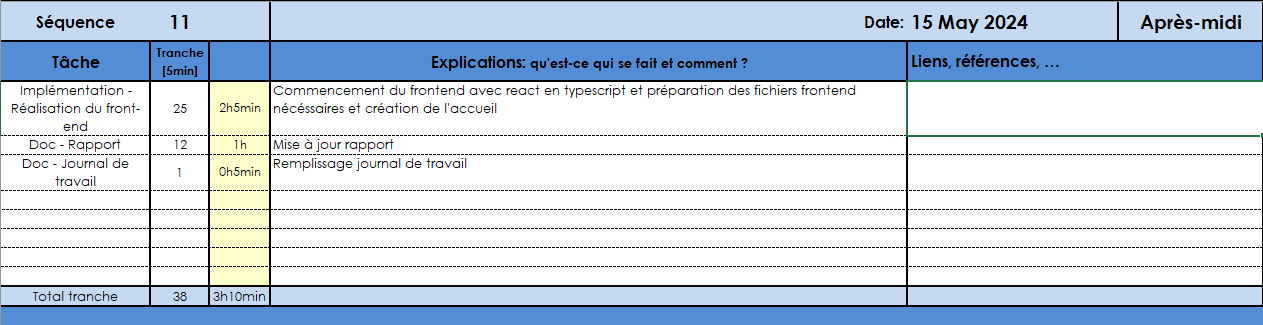 Séquence 11 Date: 15 May 2024 Après-midi
Tâche Tranche [5min] Explications: qu'est-ce qui se fait et comment ? Liens, références, ...
Implémentation - Réalisation du front-end 25 2h5min Commencement du frontend avec react en typescript et préparation des fichiers frontend nécéssaires et création de l'accueil
Doc - Rapport 12 1h Mise à jour rapport
Doc - Journal de travail 1 0h5min Remplissage journal de travail
Total tranche 38 3h10min